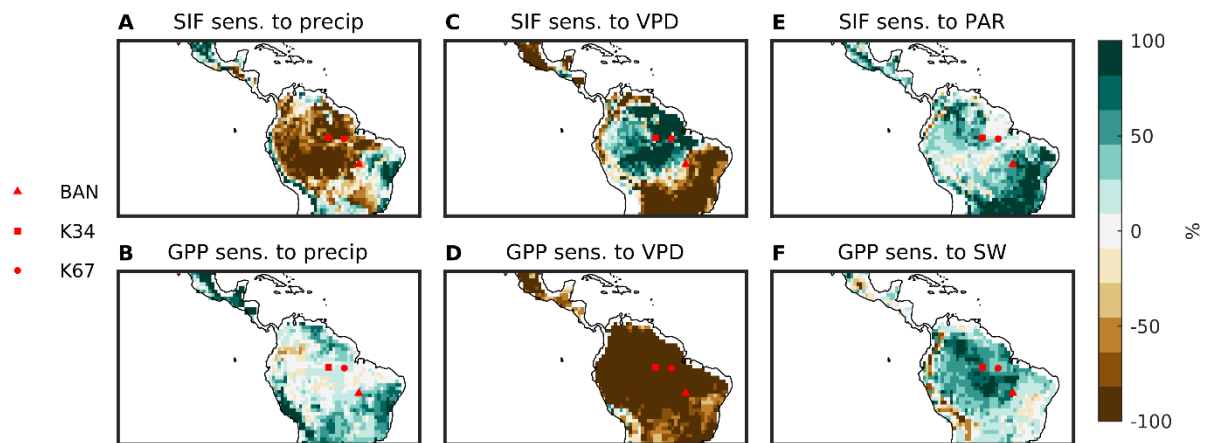 A SIF sens. to precip
C SIF sens. to VPD
E SIF sens. to PAR
BAN
K34
K67
B GPP sens. to precip
D GPP sens. to VPD
F GPP sens. to SW
100
50
0
-50
-100
%